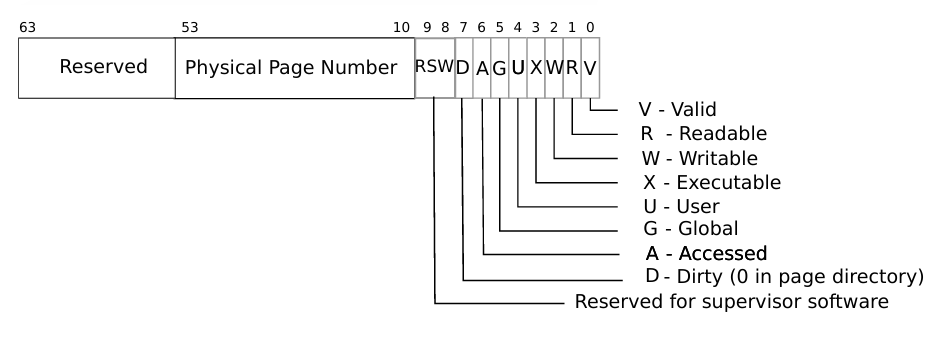 63 53 10 9 8 7 6 5 4 3 2 1 0
Reserved Physical Page Number RSW D A G U X W R V
V - Valid
R - Readable
W - Writable
X - Executable
U - User
G - Global
A - Accessed
D - Dirty (0 in page directory)
Reserved for supervisor software